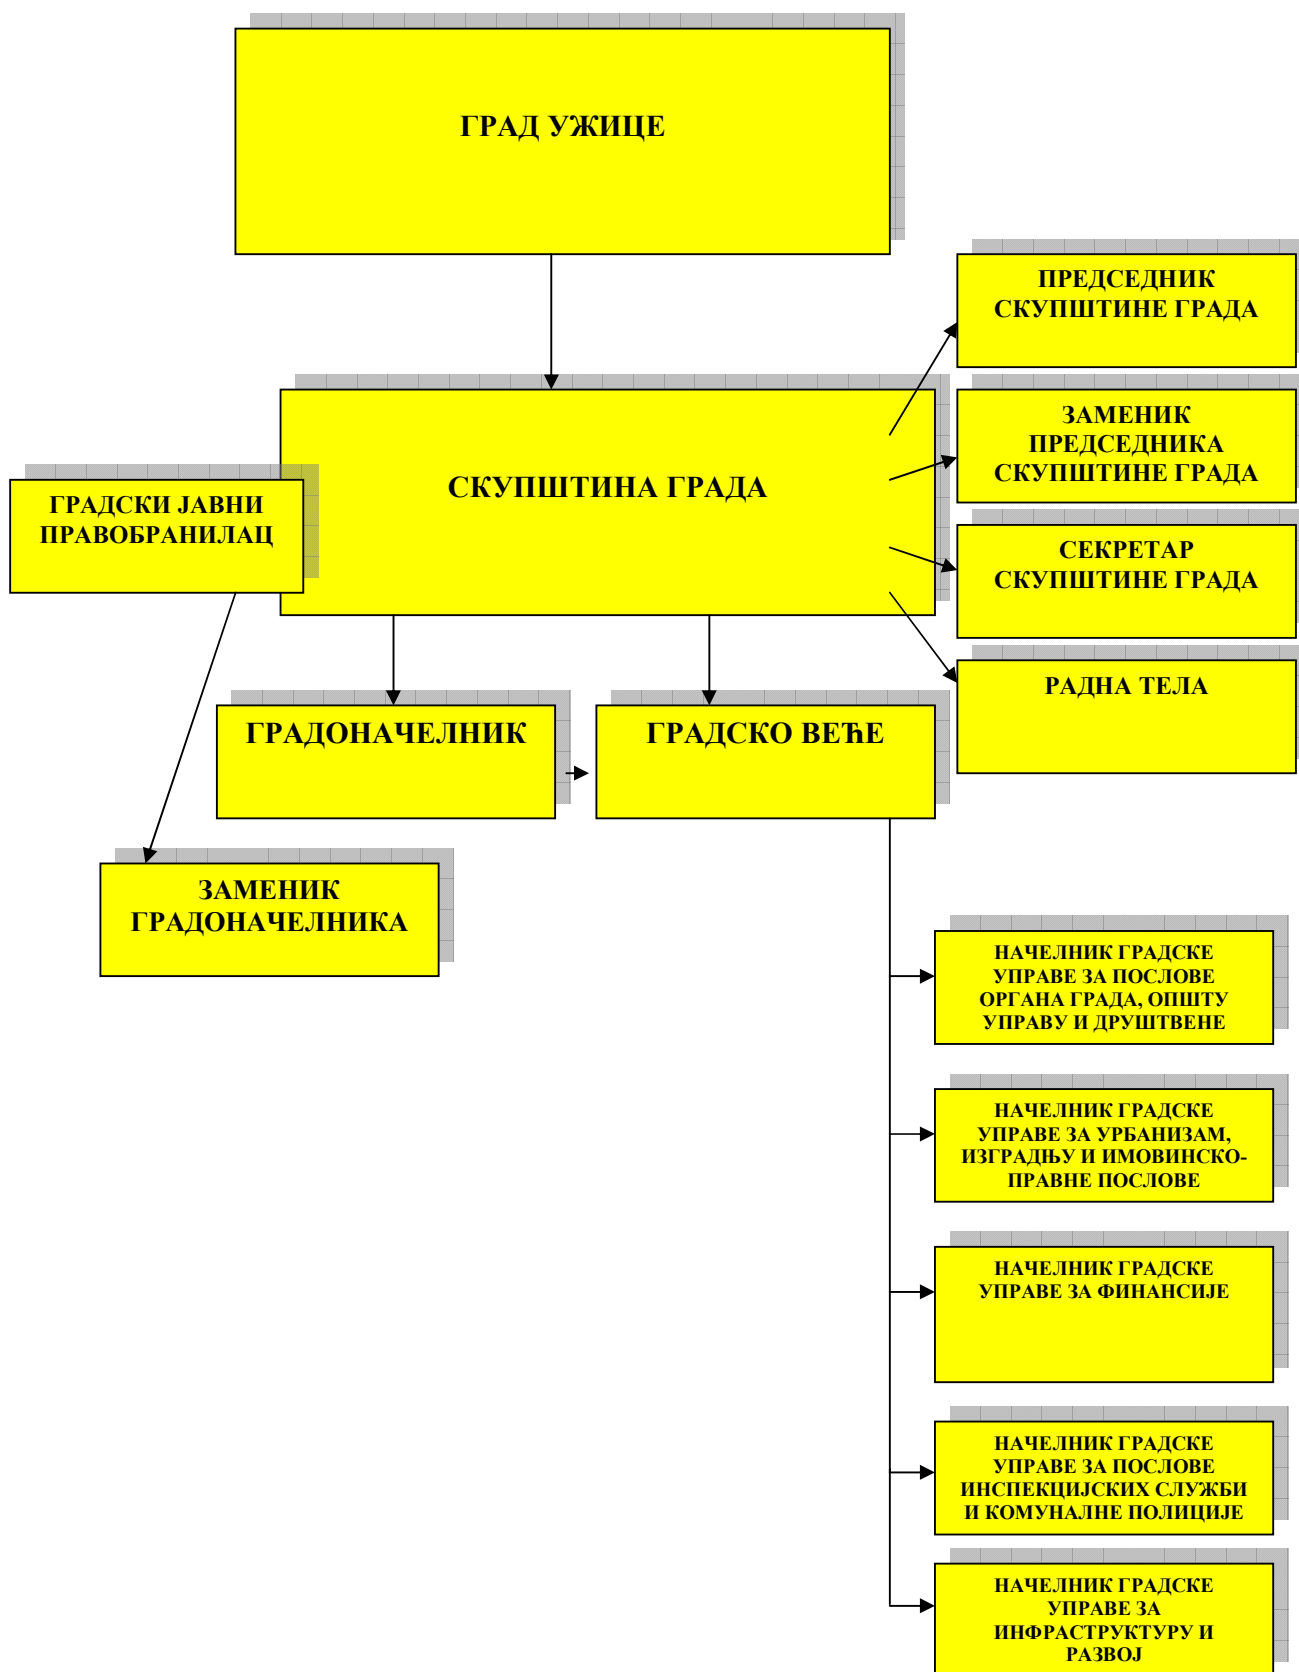 ГРАД УЖИЦЕ
ПРЕДСЕДНИК
СКУПШТИНЕ ГРАДА
ЗАМЕНИК
ПРЕДСЕДНИКА
СКУПШТИНЕ ГРАДА
СКУПШТИНА ГРАДА
ГРАДСКИ ЈАВНИ
ПРАВОБРАНИЛАЦ
СЕКРЕТАР
СКУПШТИНЕ ГРАДА
РАДНА ТЕЛА
ГРАДОНАЧЕЛНИК
ГРАДСКО ВЕЋЕ
ЗАМЕНИК
ГРАДОНАЧЕЛНИКА
НАЧЕЛНИК ГРАДСКЕ
УПРАВЕ ЗА ПОСЛОВЕ
ОРГАНА ГРАДА, ОПШТУ
УПРАВУ И ДРУШТВЕНЕ
НАЧЕЛНИК ГРАДСКЕ
УПРАВЕ ЗА УРБАНИЗАМ,
ИЗГРАДЊУ И ИМОВИНСКО-
ПРАВНЕ ПОСЛОВЕ
НАЧЕЛНИК ГРАДСКЕ
УПРАВЕ ЗА ФИНАНСИЈЕ
НАЧЕЛНИК ГРАДСКЕ
УПРАВЕ ЗА ПОСЛОВЕ
ИНСПЕКЦИЈСКИХ СЛУЖБИ
И КОМУНАЛНЕ ПОЛИЦИЈЕ
НАЧЕЛНИК ГРАДСКЕ
УПРАВЕ ЗА
ИНФРАСТРУКТУРУ И
РАЗВОЈ